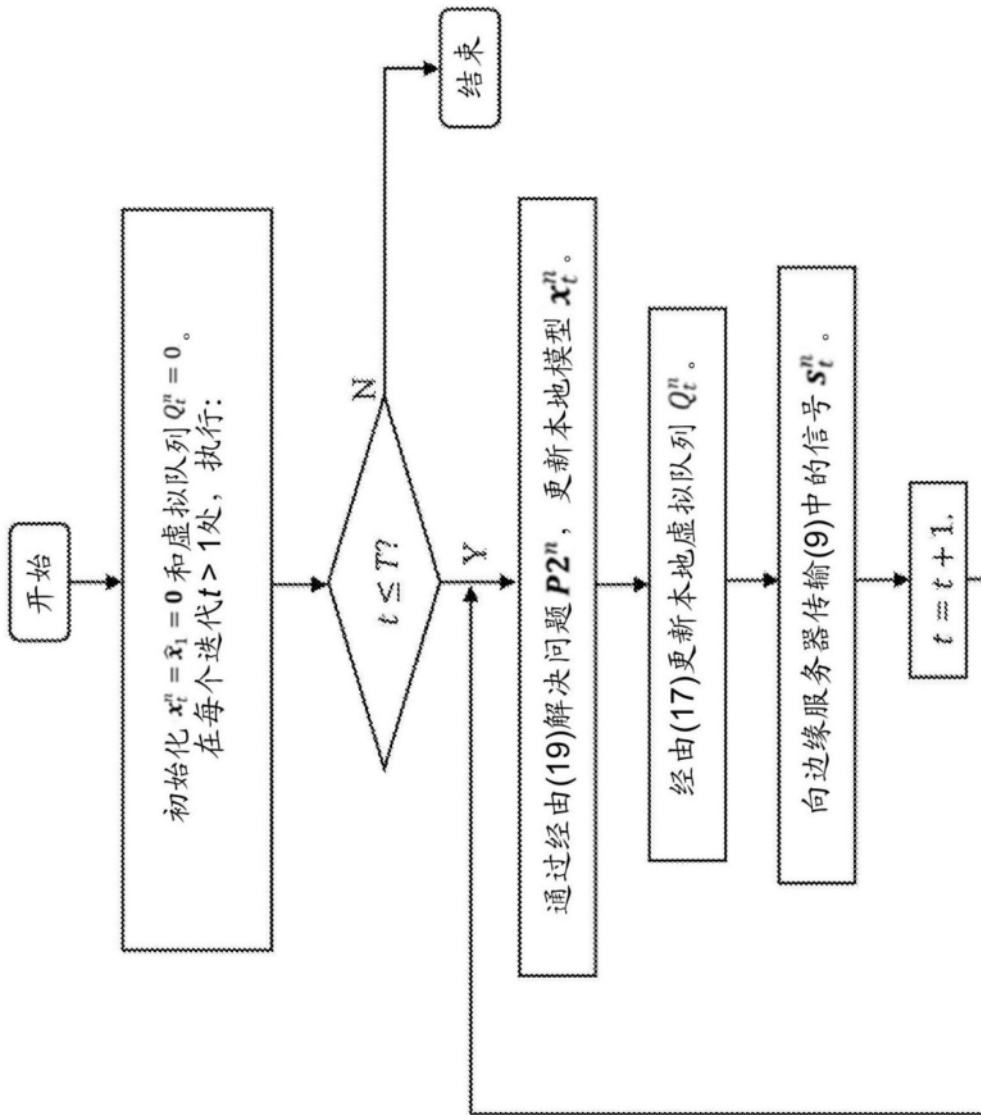 开始
初始化 $x_t^n = \hat{x}_1 = 0$ 和虚拟队列 $Q_t^n = 0$。
在每个迭代t > 1处，执行：
t ≤ T?
N
结束
Y
通过经由(19)解决问题 $P2^n$，更新本地模型 $x_t^n$。
经由(17)更新本地虚拟队列 $Q_t^n$。
向边缘服务器传输(9)中的信号 $s_t^n$。
t = t + 1.